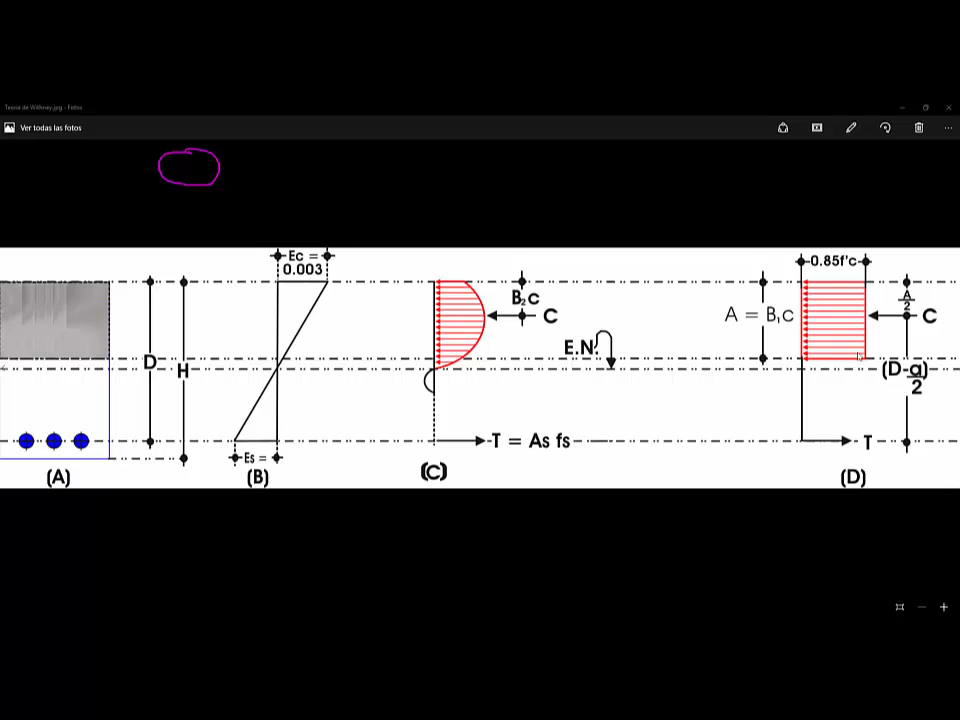 Teoria de Withney.jpg - Fotos
Ver todas las fotos
Ec =
0.003
B₂c
C
E.N.
T = As fs
D
H
Es =
(A)
(B)
(C)
0.85f'c
A = B₁c
A
2
C
(D-a)
2
T
(D)